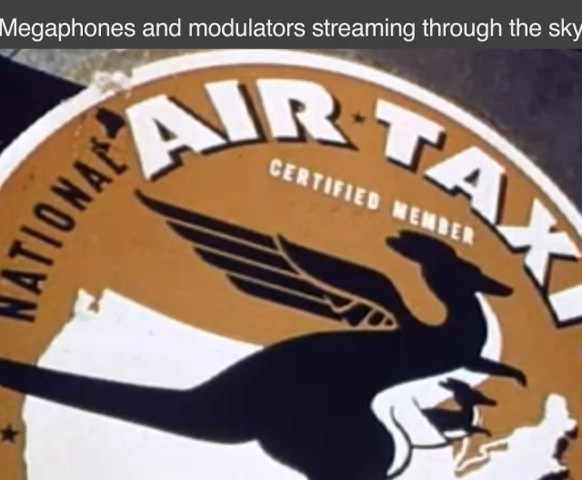 Megaphones and modulators streaming through the sky
NATIONAL AIR TAXI
CERTIFIED MEMBER